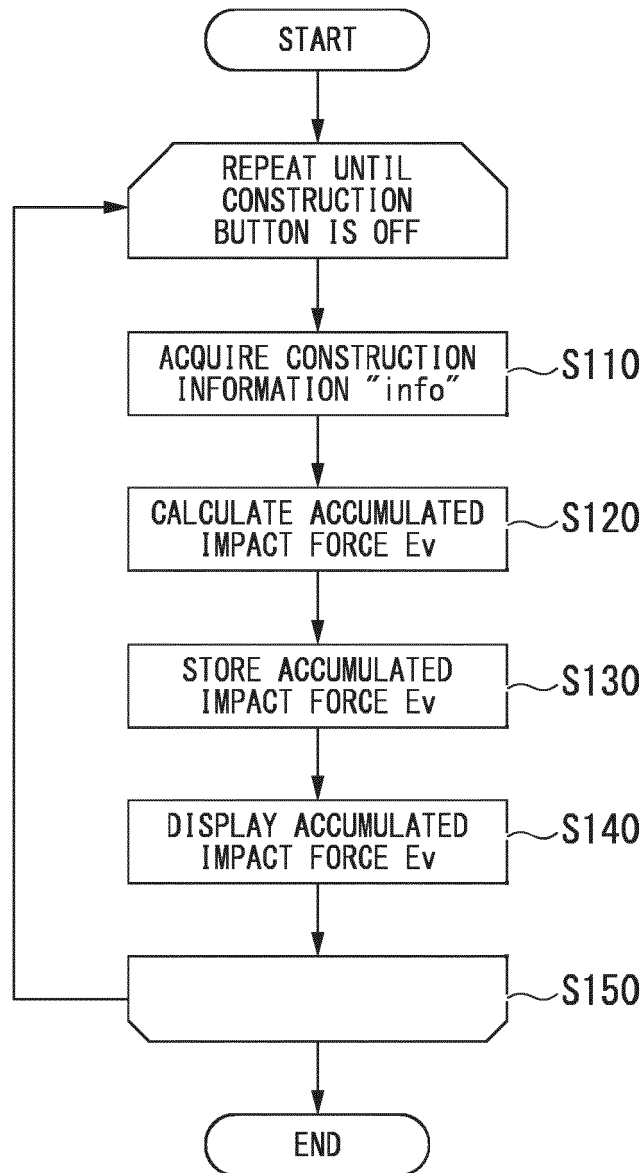 START
REPEAT UNTIL
CONSTRUCTION
BUTTON IS OFF
ACQUIRE CONSTRUCTION
INFORMATION "info"
S110
CALCULATE ACCUMULATED
IMPACT FORCE Ev
S120
STORE ACCUMULATED
IMPACT FORCE Ev
S130
DISPLAY ACCUMULATED
IMPACT FORCE Ev
S140
S150
END